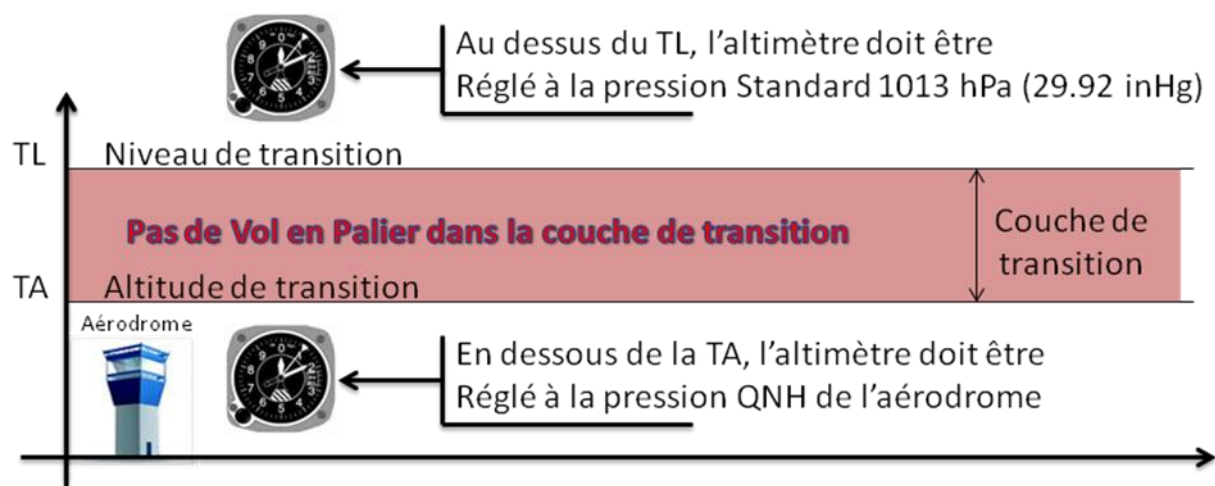 Au dessus du TL, l'altimètre doit être
Réglé à la pression Standard 1013 hPa (29.92 inHg)
TL
Niveau de transition
Pas de Vol en Palier dans la couche de transition
Couche de
transition
TA
Altitude de transition
Aérodrome
En dessous de la TA, l'altimètre doit être
Réglé à la pression QNH de l'aérodrome